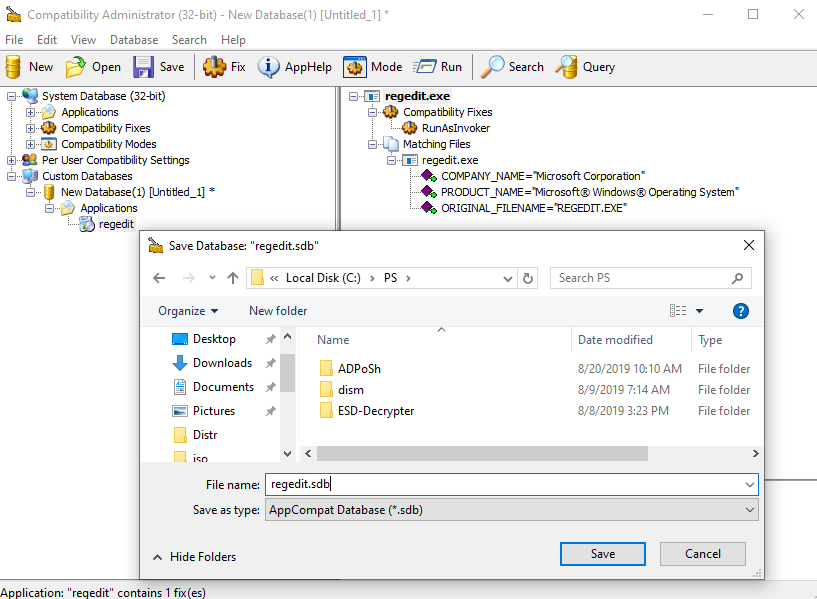 Compatibility Administrator (32-bit) - New Database(1) [Untitled_1] *
File Edit View Database Search Help
New Open Save Fix AppHelp Mode Run Search Query
System Database (32-bit)
Applications
Compatibility Fixes
Compatibility Modes
Per User Compatibility Settings
Custom Databases
New Database(1) [Untitled_1] *
Applications
regedit
regedit.exe
Compatibility Fixes
RunAsInvoker
Matching Files
regedit.exe
COMPANY_NAME="Microsoft Corporation"
PRODUCT_NAME="Microsoft® Windows® Operating System"
ORIGINAL_FILENAME="REGEDIT.EXE"
Save Database: "regedit.sdb"
« Local Disk (C:) › PS ›
Search PS
Organize New folder
Desktop
Downloads
Documents
Pictures
Distr
iso
Name Date modified Type
ADPoSh 8/20/2019 10:10 AM File folder
dism 8/9/2019 7:14 AM File folder
ESD-Decrypter 8/8/2019 3:23 PM File folder
File name: regedit.sdb
Save as type: AppCompat Database (*.sdb)
Hide Folders
Save Cancel
Application: "regedit" contains 1 fix(es)